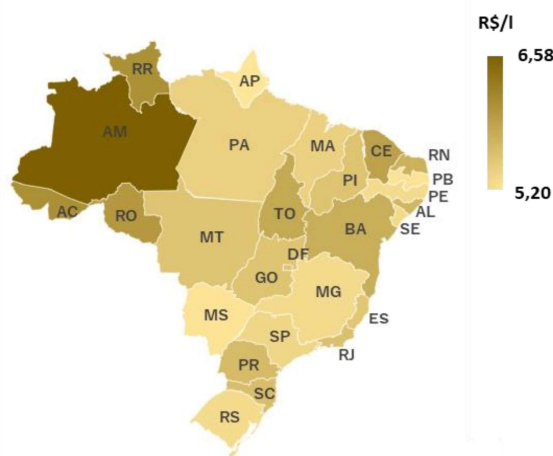 R$/l
6,58
5,20
RR
AP
AM
PA
MA
CE
RN
PB
PE
AL
SE
PI
AC
RO
TO
BA
MT
DF
GO
MG
ES
MS
SP
RJ
PR
SC
RS